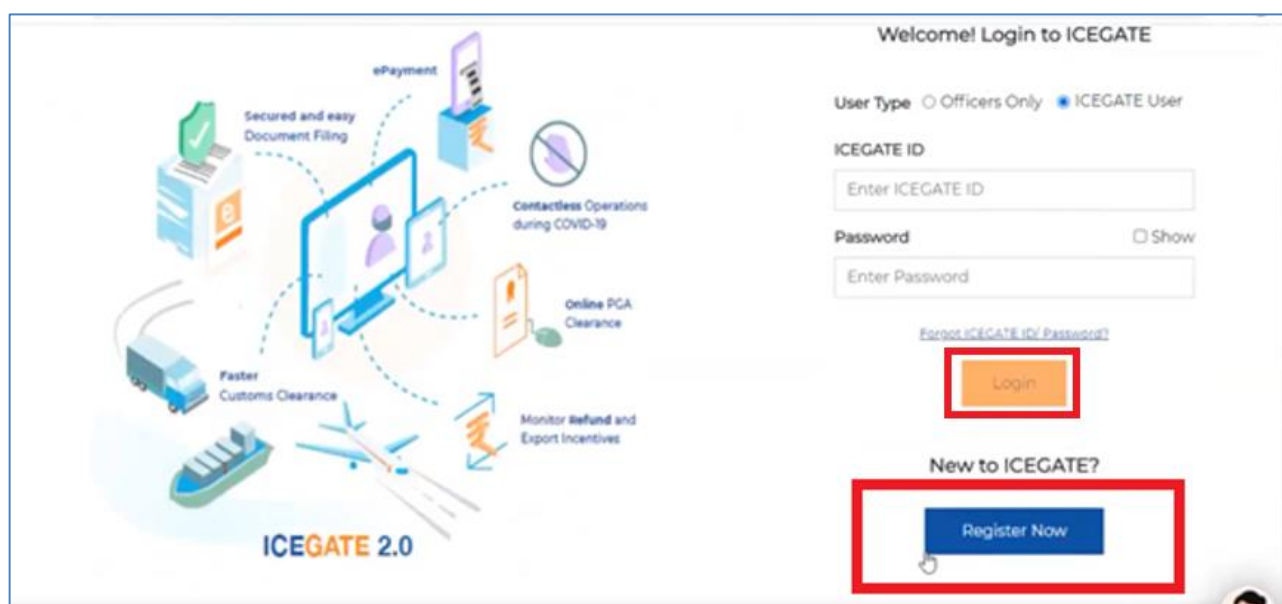 ePayment
Secured and easy
Document Filing
Contactless Operations
during COVID-19
Online PGA
Clearance
Faster
Customs Clearance
Monitor Refund and
Export Incentives
ICEGATE 2.0
Welcome! Login to ICEGATE
User Type Officers Only ICEGATE User
ICEGATE ID
Enter ICEGATE ID
Password Show
Enter Password
Forgot ICEGATE ID/ Password?
Login
New to ICEGATE?
Register Now